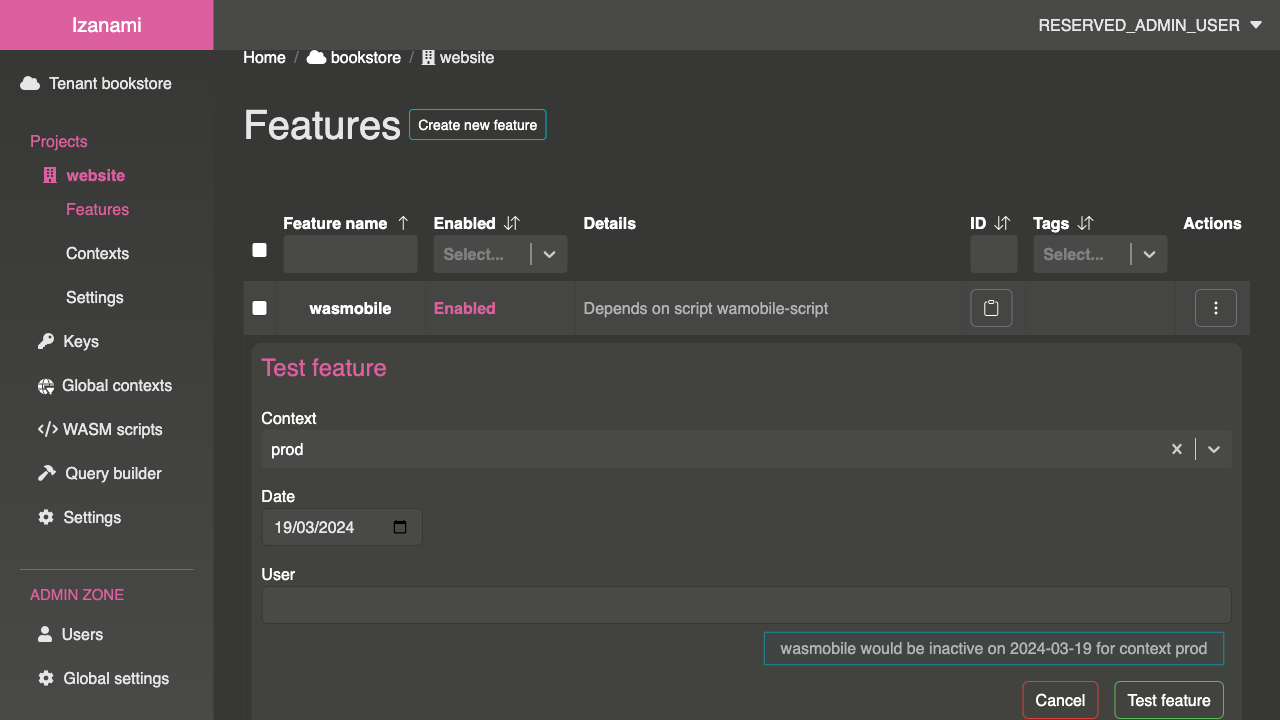 Izanami
RESERVED_ADMIN_USER
Tenant bookstore
Projects
website
Features
Contexts
Settings
Keys
Global contexts
WASM scripts
Query builder
Settings
ADMIN ZONE
Users
Global settings
Home / bookstore / website
Features Create new feature
Feature name Enabled Details ID Tags Actions
Select... Select...
wasmobile Enabled Depends on script wamobile-script
Test feature
Context
prod
Date
19/03/2024
User
wasmobile would be inactive on 2024-03-19 for context prod
Cancel Test feature